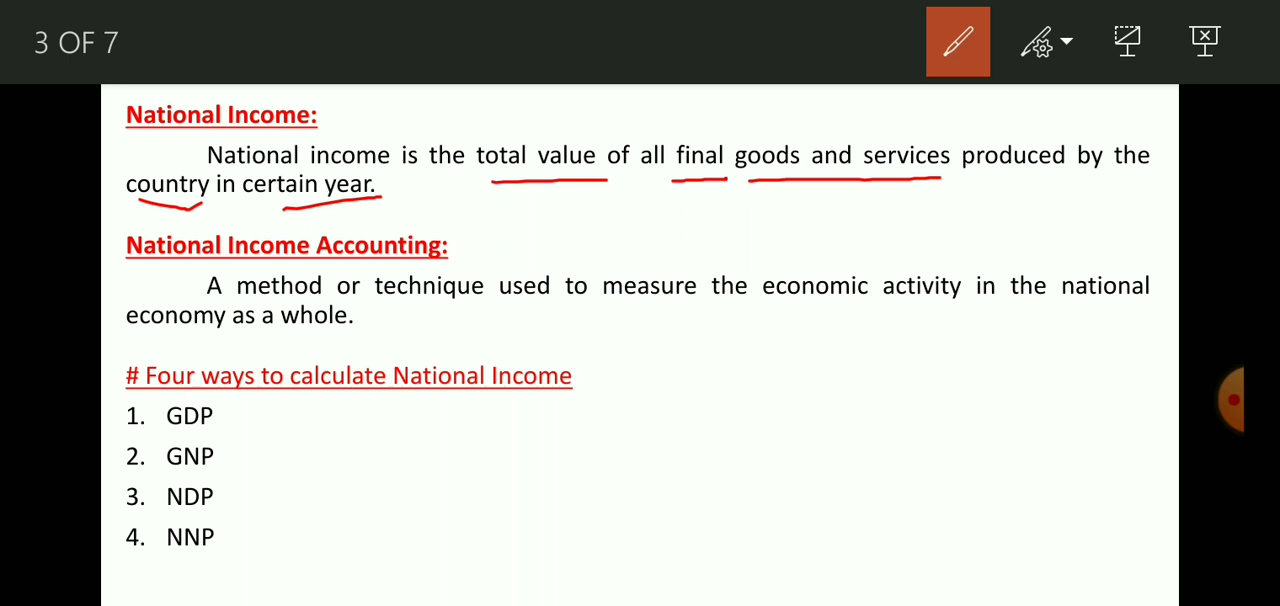 3 OF 7
National Income:
National income is the total value of all final goods and services produced by the
country in certain year.
National Income Accounting:
A method or technique used to measure the economic activity in the national
economy as a whole.
# Four ways to calculate National Income
1. GDP
2. GNP
3. NDP
4. NNP